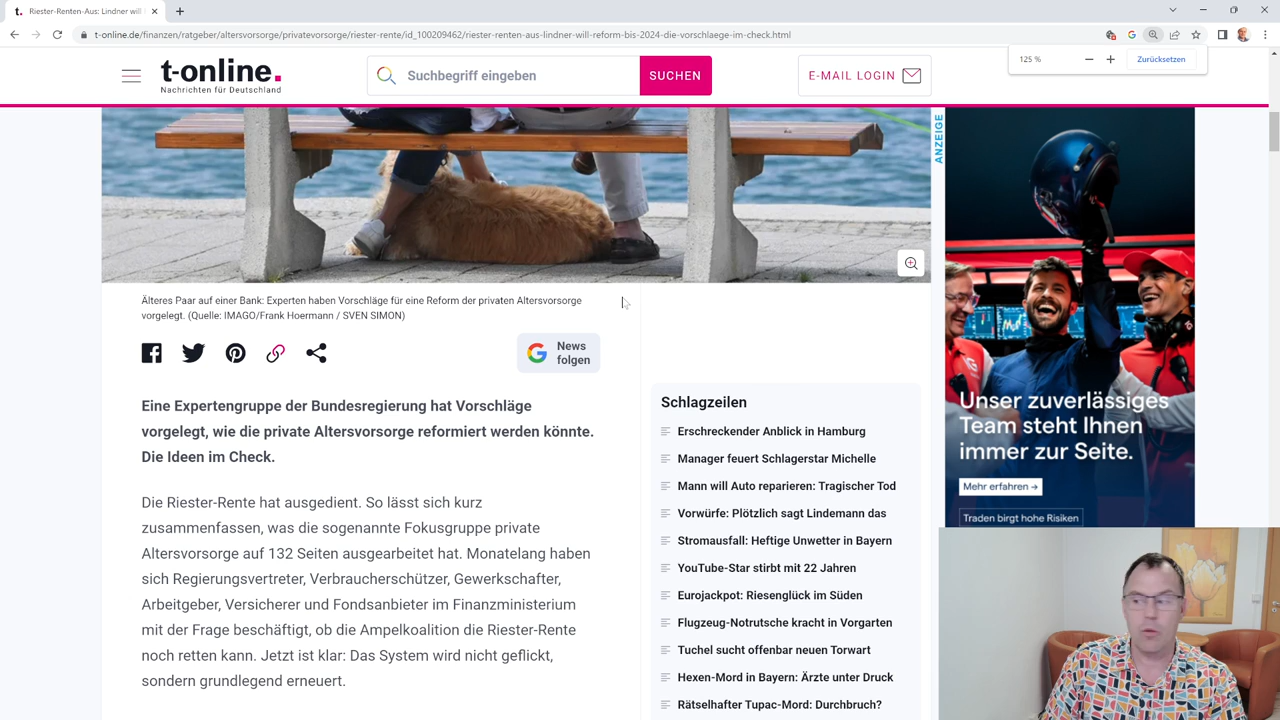 Riester-Renten-Aus: Lindner will
t-online.de/finanzen/ratgeber/altersvorsorge/privatevorsorge/riester-rente/id_100209462/riester-renten-aus-lindner-will-reform-bis-2024-die-vorschlaege-im-check.html
125 %
Zurücksetzen
t-online.
Nachrichten für Deutschland
Suchbegriff eingeben
SUCHEN
E-MAIL LOGIN
ANZEIGE
Älteres Paar auf einer Bank: Experten haben Vorschläge für eine Reform der privaten Altersvorsorge
vorgelegt. (Quelle: IMAGO/Frank Hoermann / SVEN SIMON)
News
folgen
Eine Expertengruppe der Bundesregierung hat Vorschläge
vorgelegt, wie die private Altersvorsorge reformiert werden könnte.
Die Ideen im Check.
Die Riester-Rente hat ausgedient. So lässt sich kurz
zusammenfassen, was die sogenannte Fokusgruppe private
Altersvorsorge auf 132 Seiten ausgearbeitet hat. Monatelang haben
sich Regierungsvertreter, Verbraucherschützer, Gewerkschafter,
Arbeitgeber, Versicherer und Fondsanbieter im Finanzministerium
mit der Frage beschäftigt, ob die Ampelkoalition die Riester-Rente
noch retten kann. Jetzt ist klar: Das System wird nicht geflickt,
sondern grundlegend erneuert.
Schlagzeilen
Erschreckender Anblick in Hamburg
Manager feuert Schlagerstar Michelle
Mann will Auto reparieren: Tragischer Tod
Vorwürfe: Plötzlich sagt Lindemann das
Stromausfall: Heftige Unwetter in Bayern
YouTube-Star stirbt mit 22 Jahren
Eurojackpot: Riesenglück im Süden
Flugzeug-Notrutsche kracht in Vorgarten
Tuchel sucht offenbar neuen Torwart
Hexen-Mord in Bayern: Ärzte unter Druck
Rätselhafter Tupac-Mord: Durchbruch?
Unser zuverlässiges
Team steht Ihnen
immer zur Seite.
Mehr erfahren →
Traden birgt hohe Risiken